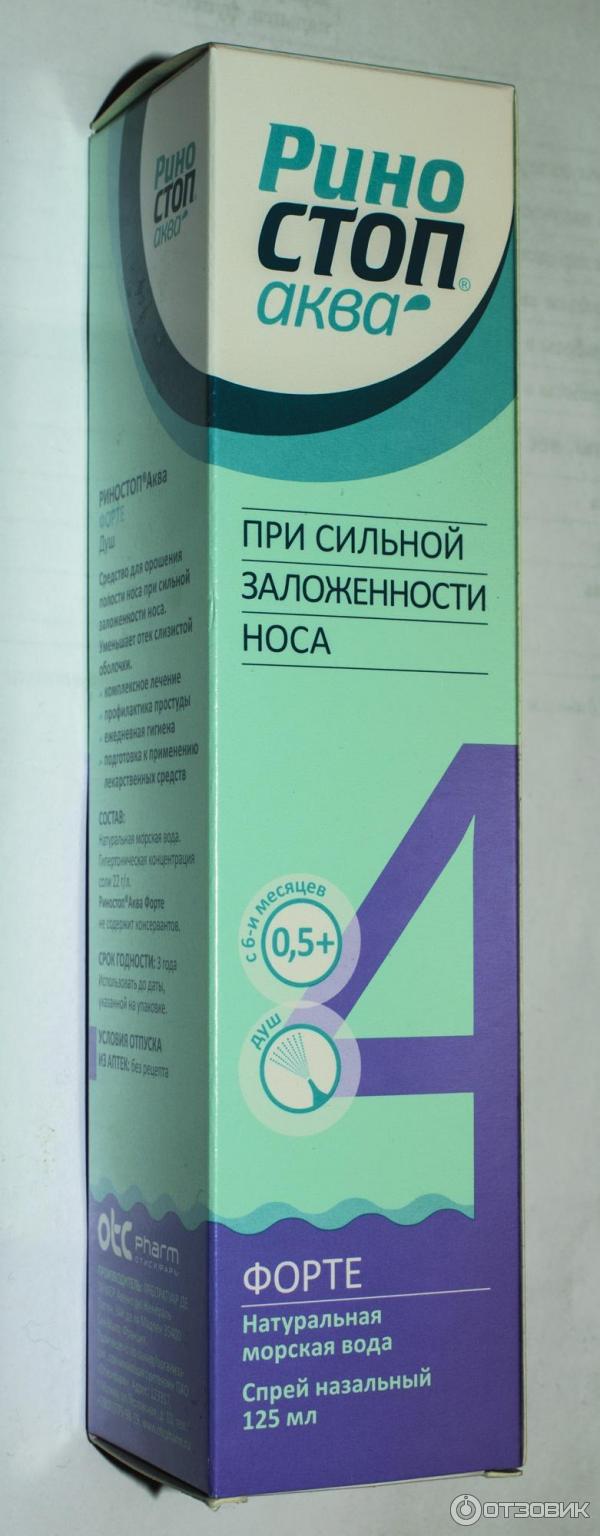 Рино
СТОП®
аква
ПРИ СИЛЬНОЙ
ЗАЛОЖЕННОСТИ
НОСА
4
с 6-и месяцев
0,5+
душ
ФОРТЕ
Натуральная
морская вода
Спрей назальный
125 мл
Рино
СТОП
аква
РИНОСТОП®Аква
ФОРТЕ
Душ
Средство для орошения
полости носа при сильной
заложенности носа.
Уменьшает отек слизистой
оболочки.
комплексное лечение
профилактика простуды
ежедневная гигиена
подготовка к применению
лекарственных средств
СОСТАВ:
Натуральная морская вода.
Гипертоническая концентрация
соли 22 г/л.
Риностоп®Аква Форте
не содержит консервантов.
СРОК ГОДНОСТИ: 3 года
Использовать до даты,
указанной на упаковке.
УСЛОВИЯ ОТПУСКА
ИЗ АПТЕК: без рецепта
otc pharm
ОТИСИФАРМ
ПРОИЗВОДИТЕЛЬ:
ОТЗОВИК